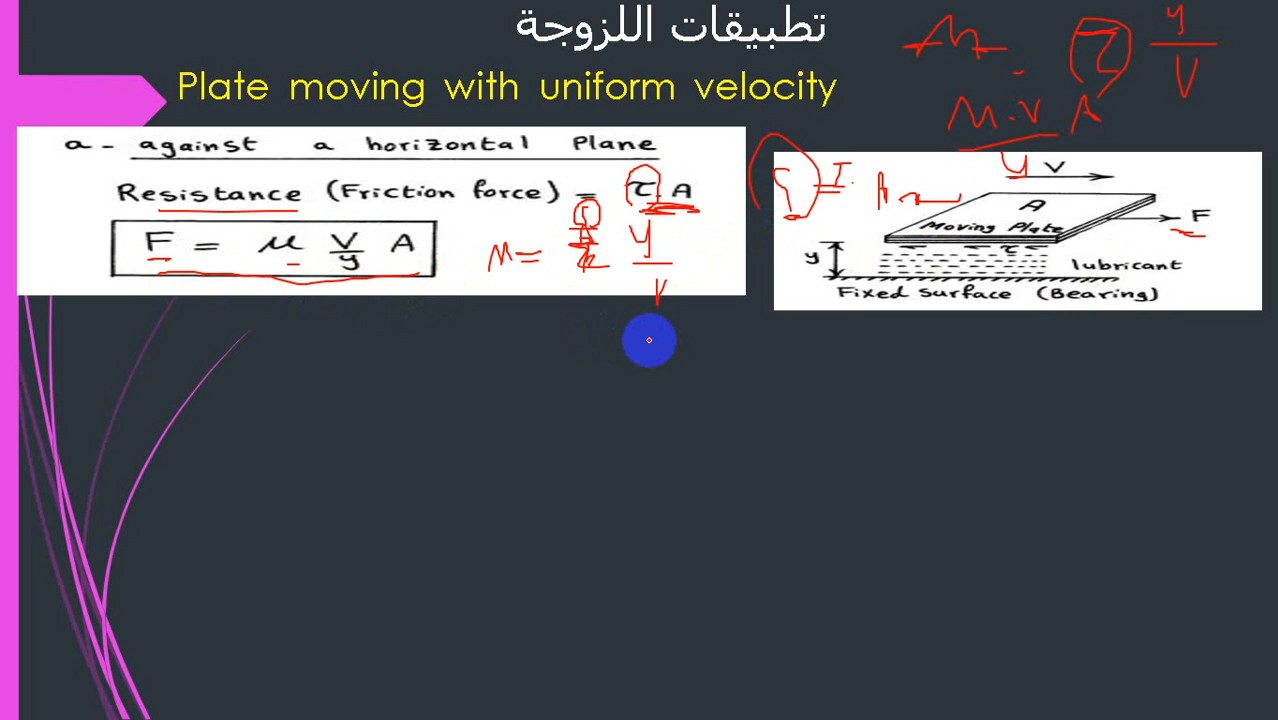 تطبيقات اللزوجة
Plate moving with uniform velocity
a - against a horizontal Plane
Resistance (Friction force) = τ A
F = μ V/y A
M =
y
V
τ
y
V
M . V A
y
V
A
Moving Plate
F
y
τ
lubricant
Fixed surface (Bearing)